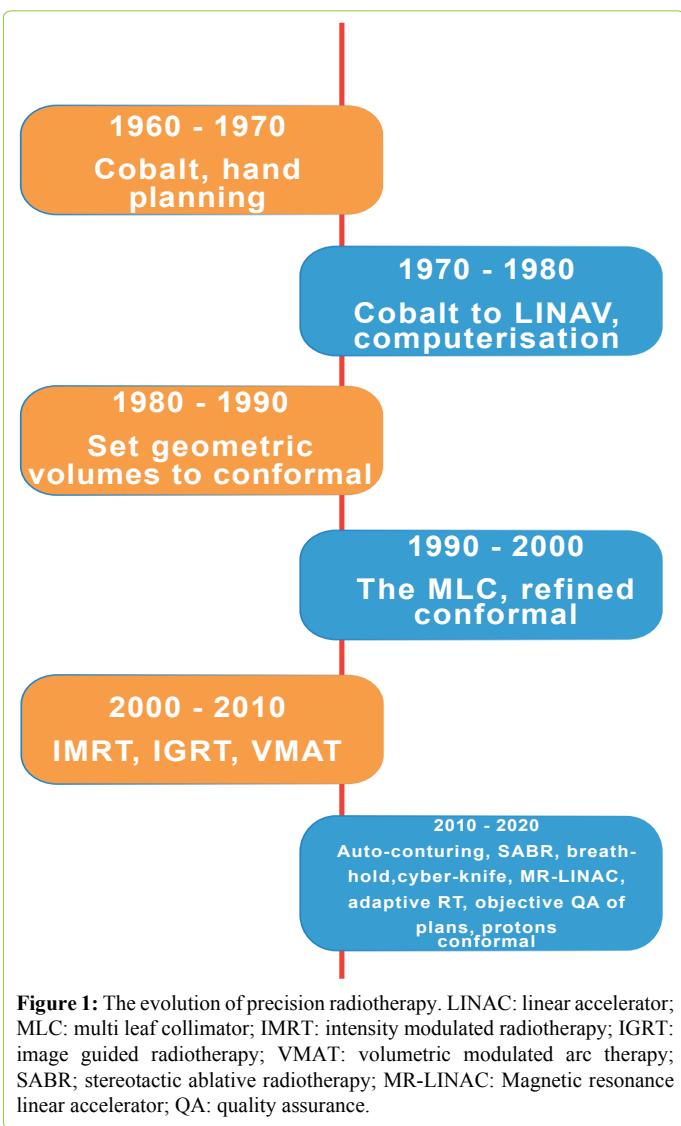 1960 - 1970
Cobalt, hand
planning
1970 - 1980
Cobalt to LINAV,
computerisation
1980 - 1990
Set geometric
volumes to conformal
1990 - 2000
The MLC, refined
conformal
2000 - 2010
IMRT, IGRT, VMAT
2010 - 2020
Auto-conturing, SABR, breath-
hold,cyber-knife, MR-LINAC,
adaptive RT, objective QA of
plans, protons
conformal
Figure 1: The evolution of precision radiotherapy. LINAC: linear accelerator;
MLC: multi leaf collimator; IMRT: intensity modulated radiotherapy; IGRT:
image guided radiotherapy; VMAT: volumetric modulated arc therapy;
SABR; stereotactic ablative radiotherapy; MR-LINAC: Magnetic resonance
linear accelerator; QA: quality assurance.